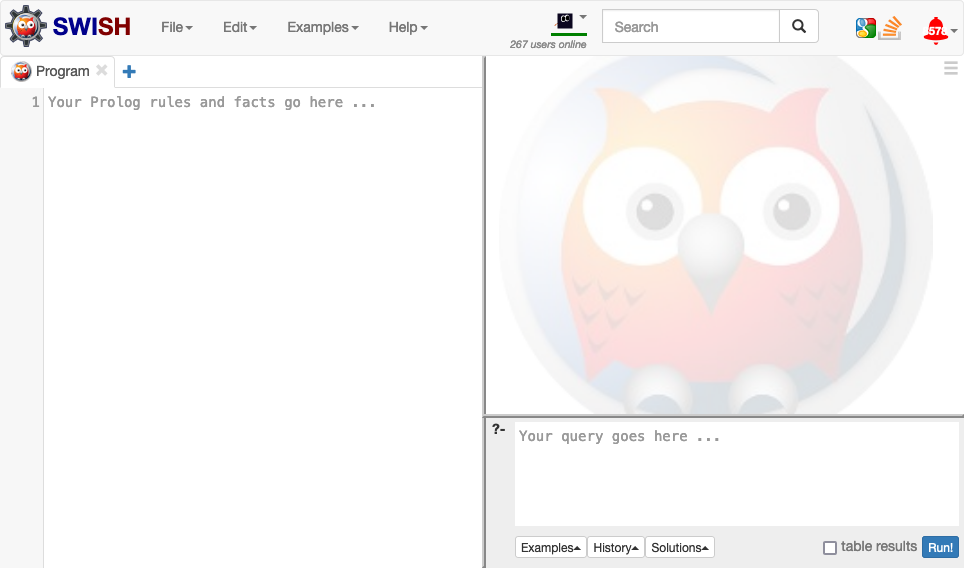 SWISH File Edit Examples Help CC Search 578
267 users online
Program
1 Your Prolog rules and facts go here ...
?- Your query goes here ...
Examples History Solutions table results Run!